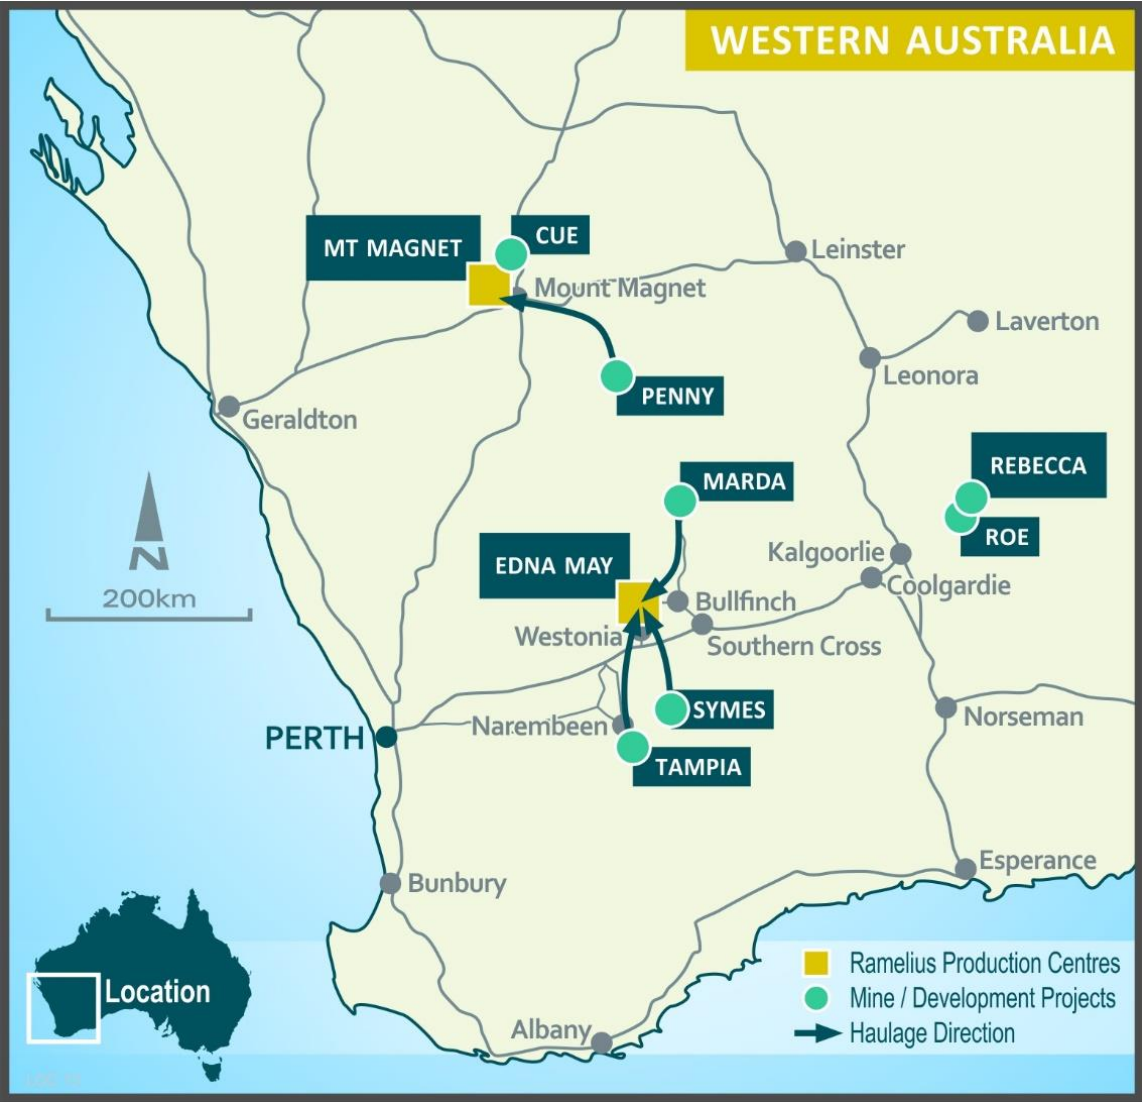 WESTERN AUSTRALIA
CUE
MT MAGNET
Leinster
Mount Magnet
Laverton
Leonora
PENNY
Geraldton
REBECCA
MARDA
ROE
Kalgoorlie
EDNA MAY
Coolgardie
N
200km
Bullfinch
Westonia
Southern Cross
SYMES
Norseman
Narembeen
PERTH
TAMPIA
Esperance
Bunbury
Ramelius Production Centres
Location
Mine / Development Projects
Albany
Haulage Direction